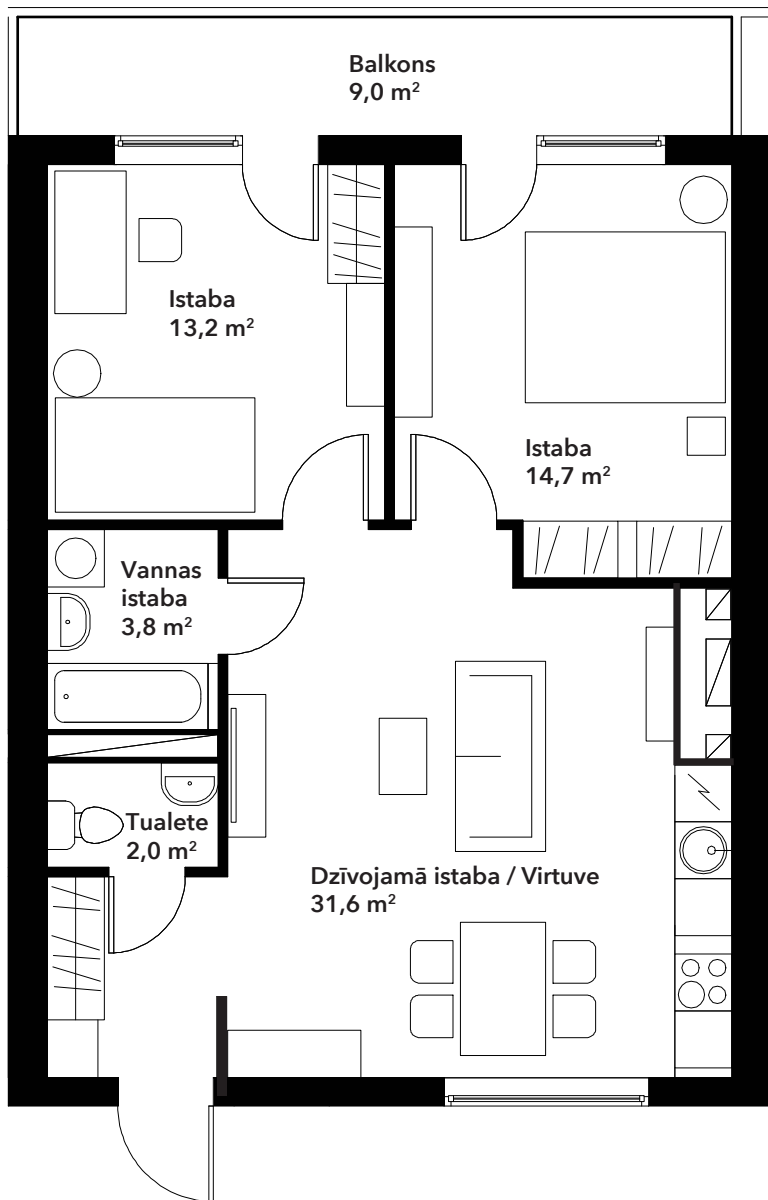 Balkons
9,0 m²
Istaba
13,2 m²
Istaba
14,7 m²
Vannas
istaba
3,8 m²
Tualete
2,0 m²
Dzīvojamā istaba / Virtuve
31,6 m²